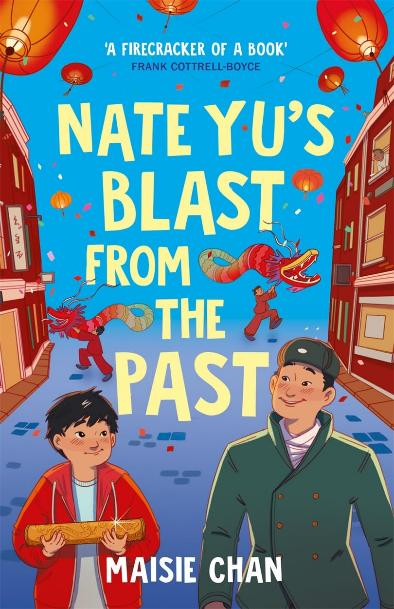 'A FIRECRACKER OF A BOOK'
FRANK COTTRELL-BOYCE
NATE YU'S
BLAST
FROM
THE
PAST
MAISIE CHAN